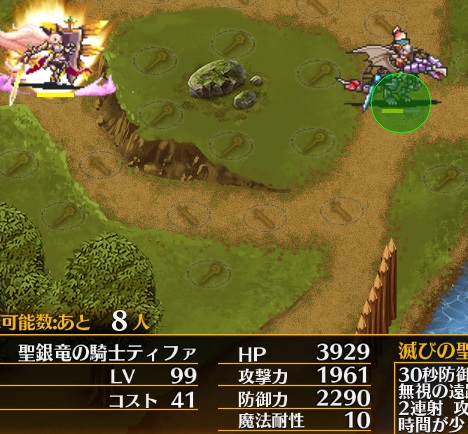 可能数:あと 8人
聖銀竜の騎士ティファ
LV 99
コスト 41
HP 3929
攻撃力 1961
防御力 2290
魔法耐性 10
滅びの聖
30秒防御
無視の遠
2連射 攻
時間が少